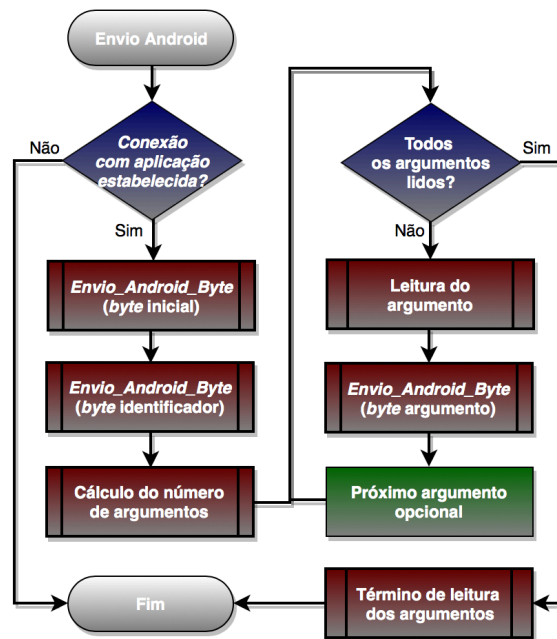 Envio Android
Não
Conexão
com aplicação
estabelecida?
Sim
Envio_Android_Byte
(byte inicial)
Envio_Android_Byte
(byte identificador)
Cálculo do número
de argumentos
Todos
os argumentos
lidos?
Sim
Não
Leitura do
argumento
Envio_Android_Byte
(byte argumento)
Próximo argumento
opcional
Término de leitura
dos argumentos
Fim